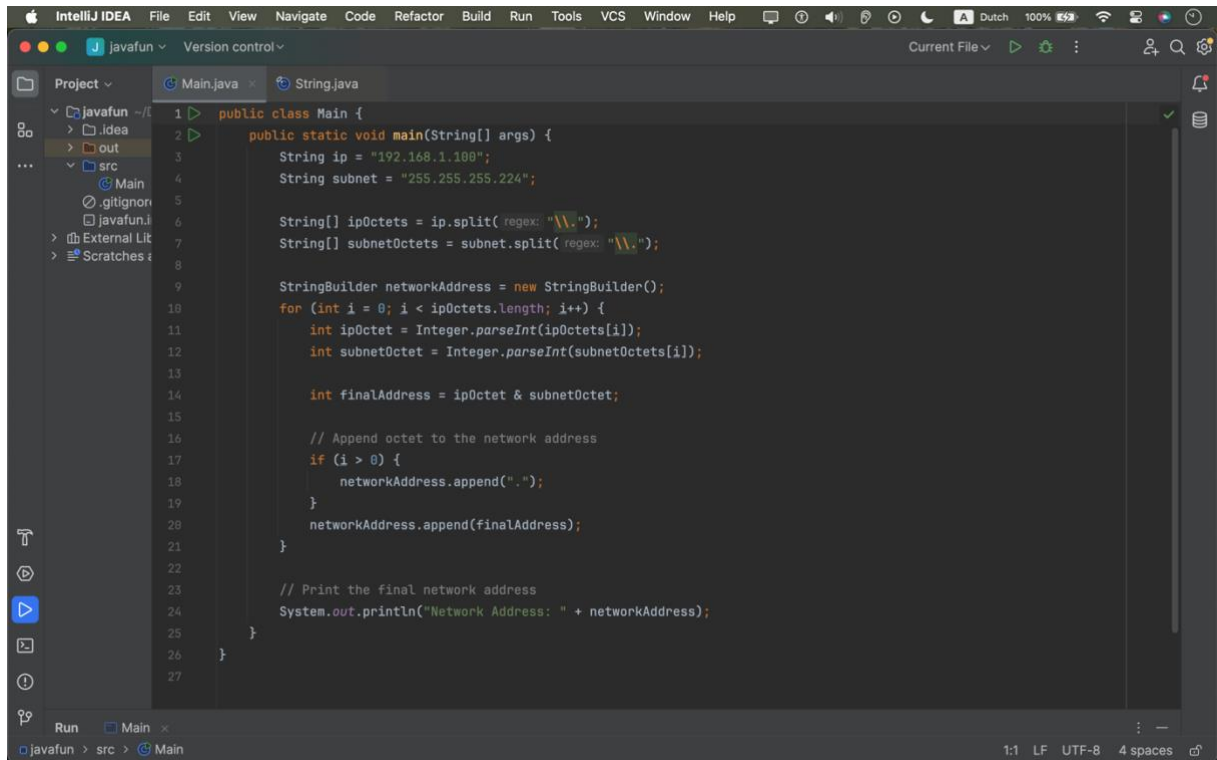 IntelliJ IDEA File Edit View Navigate Code Refactor Build Run Tools VCS Window Help A Dutch 100%
J javafun Version control Current File
Project Main.java String.java
javafun ~/D
.idea
out
src
Main
.gitignor
javafun.i
External Lib
Scratches a
1 public class Main {
2 public static void main(String[] args) {
3 String ip = "192.168.1.100";
4 String subnet = "255.255.255.224";
5
6 String[] ipOctets = ip.split( regex: "\\.");
7 String[] subnetOctets = subnet.split( regex: "\\.");
8
9 StringBuilder networkAddress = new StringBuilder();
10 for (int i = 0; i < ipOctets.length; i++) {
11 int ipOctet = Integer.parseInt(ipOctets[i]);
12 int subnetOctet = Integer.parseInt(subnetOctets[i]);
13
14 int finalAddress = ipOctet & subnetOctet;
15
16 // Append octet to the network address
17 if (i > 0) {
18 networkAddress.append(".");
19 }
20 networkAddress.append(finalAddress);
21 }
22
23 // Print the final network address
24 System.out.println("Network Address: " + networkAddress);
25 }
26 }
27
Run Main
javafun > src > Main 1:1 LF UTF-8 4 spaces